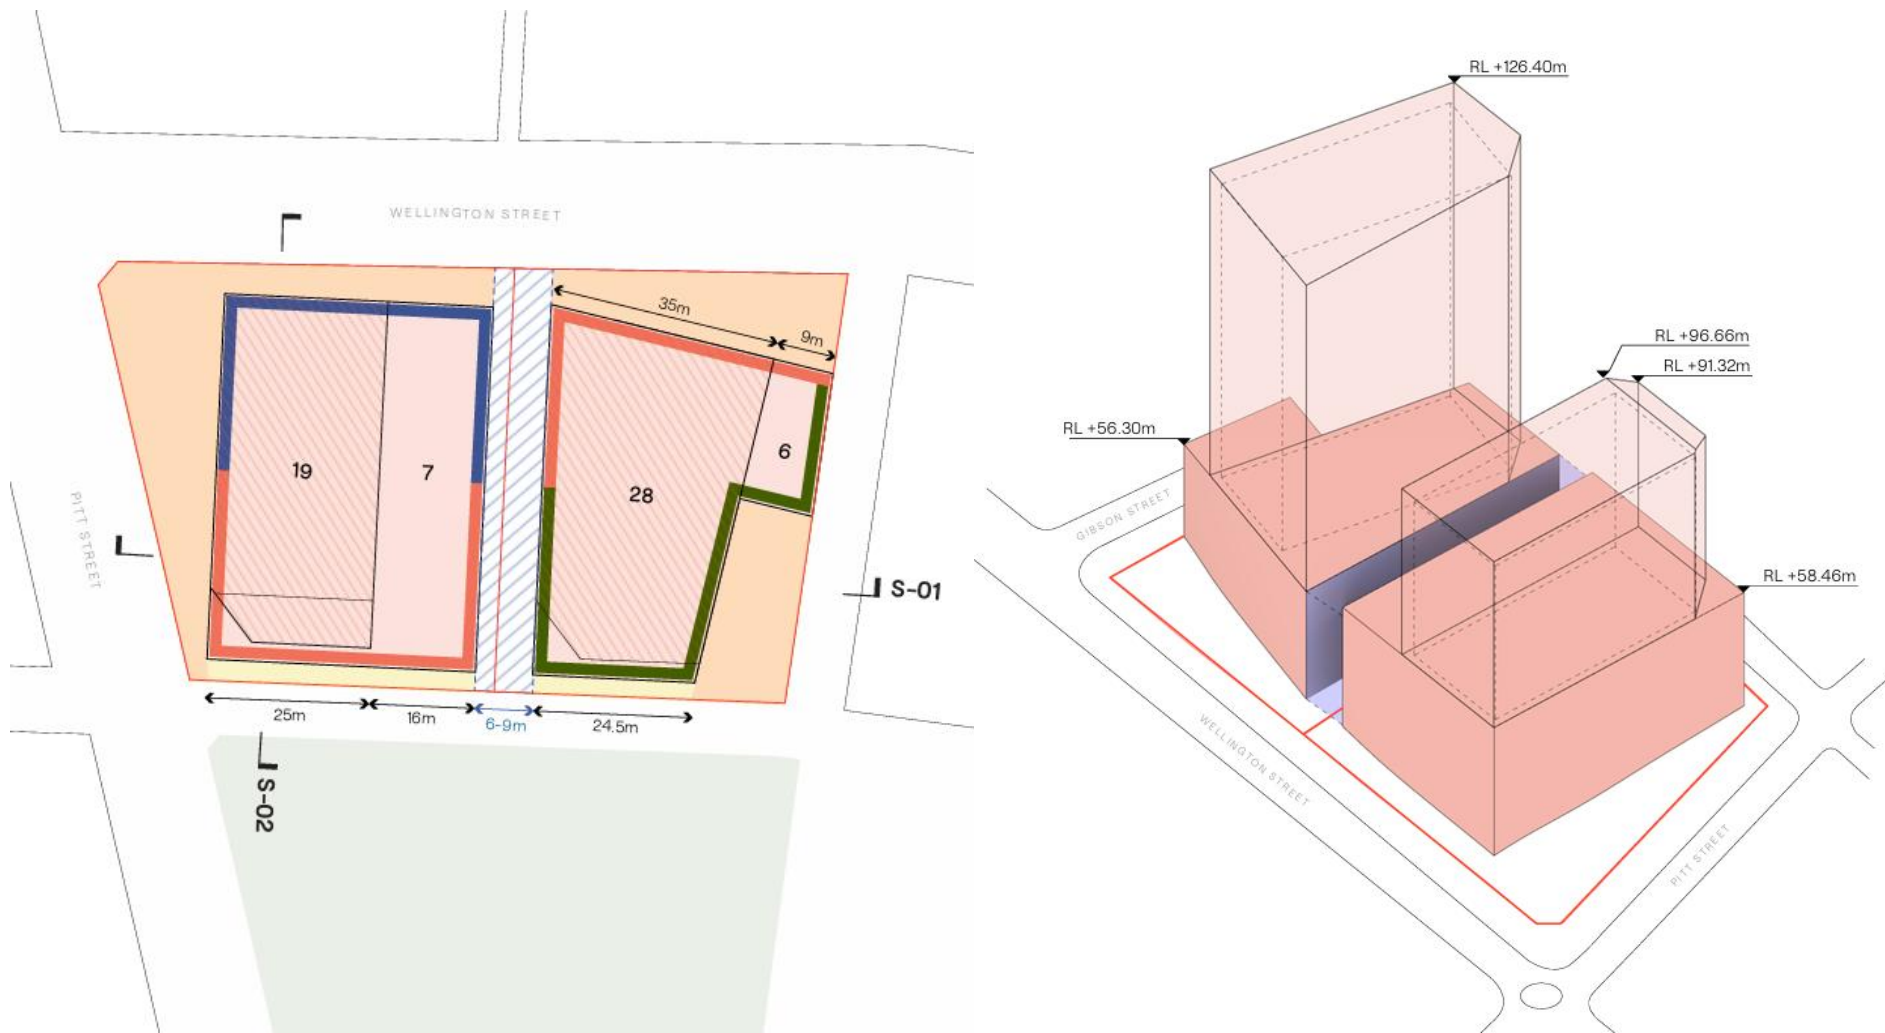 WELLINGTON STREET
35m
9m
19
7
28
6
PITT STREET
S-01
25m
16m
6-9m
24.5m
S-02
RL +126.40m
RL +96.66m
RL +91.32m
RL +56.30m
GIBSON STREET
RL +58.46m
WELLINGTON STREET
PITT STREET